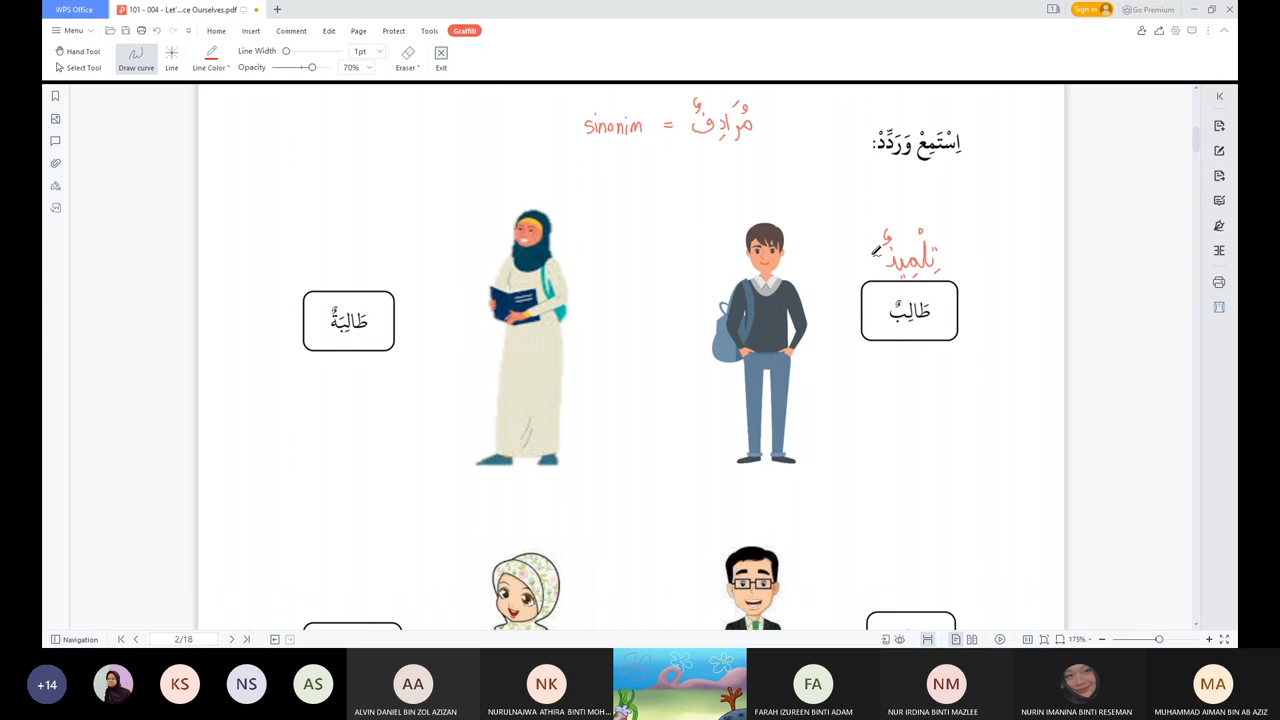 WPS Office
101 - 004 - Let'...ce Ourselves.pdf
1
Sign in
Go Premium
Menu
Home
Insert
Comment
Edit
Page
Protect
Tools
Graffiti
Hand Tool
Select Tool
Draw curve
Line
Line Color
Line Width
1pt
Opacity
70%
Eraser
Exit
sinonim = مُرَادِفٌ
اِسْتَمِعْ وَرَدِّدْ:
تِلْمِيذٌ
طَالِبٌ
طَالِبَةٌ
Navigation
2/18
175%
+14
KS
NS
AS
AA
ALVIN DANIEL BIN ZOL AZIZAN
NK
NURULNAJWA ATHIRA BINTI MOH...
FA
FARAH IZUREEN BINTI ADAM
NM
NUR IRDINA BINTI MAZLEE
NURIN IMANINA BINTI RESEMAN
MA
MUHAMMAD AIMAN BIN AB AZIZ